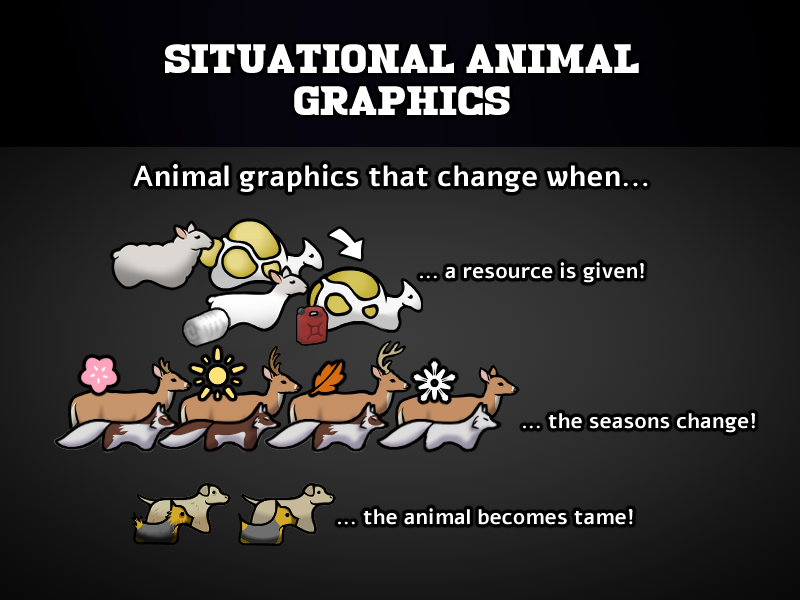 SITUATIONAL ANIMAL
GRAPHICS
Animal graphics that change when...
... a resource is given!
... the seasons change!
... the animal becomes tame!